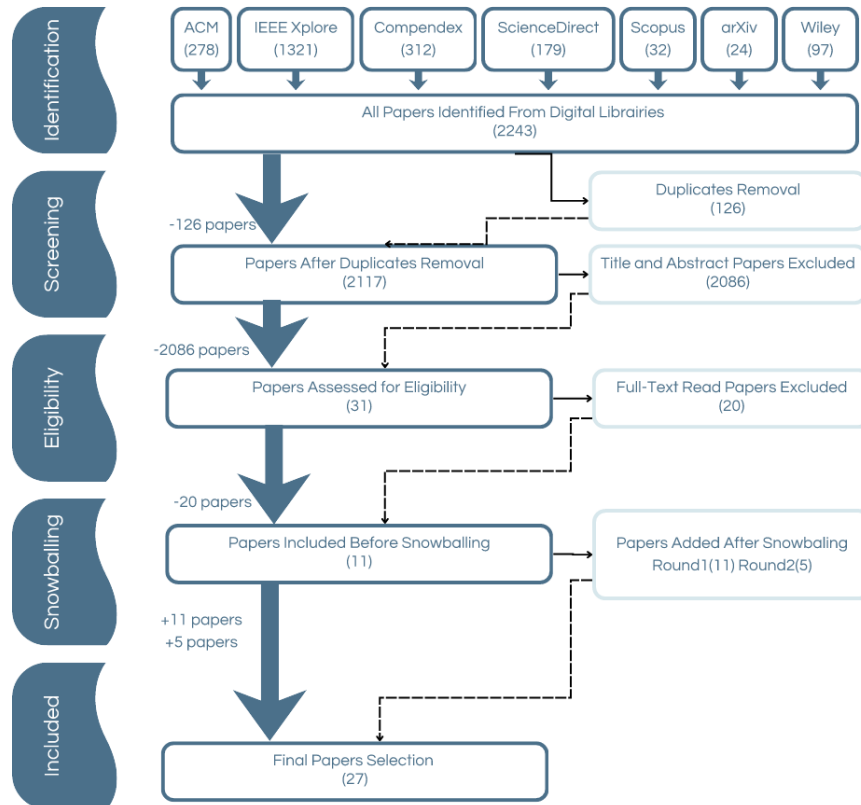 ACM
(278)
IEEE Xplore
(1321)
Compendex
(312)
ScienceDirect
(179)
Scopus
(32)
arXiv
(24)
Wiley
(97)
Identification
All Papers Identified From Digital Librairies
(2243)
Screening
Duplicates Removal
(126)
-126 papers
Papers After Duplicates Removal
(2117)
Title and Abstract Papers Excluded
(2086)
-2086 papers
Eligibility
Papers Assessed for Eligibility
(31)
Full-Text Read Papers Excluded
(20)
-20 papers
Snowballing
Papers Included Before Snowballing
(11)
Papers Added After Snowbaling
Round1(11) Round2(5)
+11 papers
+5 papers
Included
Final Papers Selection
(27)